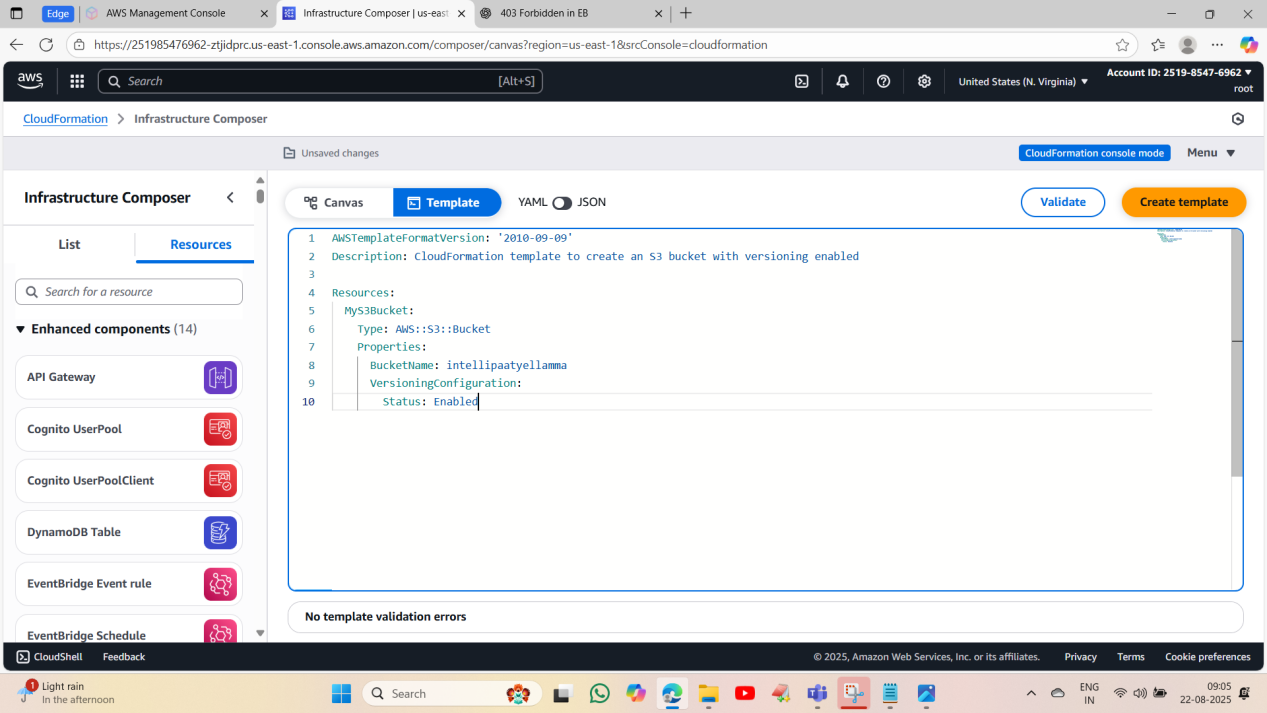 Edge
AWS Management Console
Infrastructure Composer | us-east
403 Forbidden in EB
https://251985476962-ztjidprc.us-east-1.console.aws.amazon.com/composer/canvas?region=us-east-1&srcConsole=cloudformation
aws
Search
[Alt+S]
United States (N. Virginia)
Account ID: 2519-8547-6962
root
CloudFormation
Infrastructure Composer
Unsaved changes
CloudFormation console mode
Menu
Infrastructure Composer
Canvas
Template
YAML
JSON
Validate
Create template
List
Resources
Search for a resource
Enhanced components (14)
API Gateway
Cognito UserPool
Cognito UserPoolClient
DynamoDB Table
EventBridge Event rule
EventBridge Schedule
1 AWSTemplateFormatVersion: '2010-09-09'
2 Description: CloudFormation template to create an S3 bucket with versioning enabled
3
4 Resources:
5 MyS3Bucket:
6 Type: AWS::S3::Bucket
7 Properties:
8 BucketName: intellipaatyellamma
9 VersioningConfiguration:
10 Status: Enabled
No template validation errors
CloudShell
Feedback
© 2025, Amazon Web Services, Inc. or its affiliates.
Privacy
Terms
Cookie preferences
1
Light rain
In the afternoon
Search
ENG
IN
09:05
22-08-2025